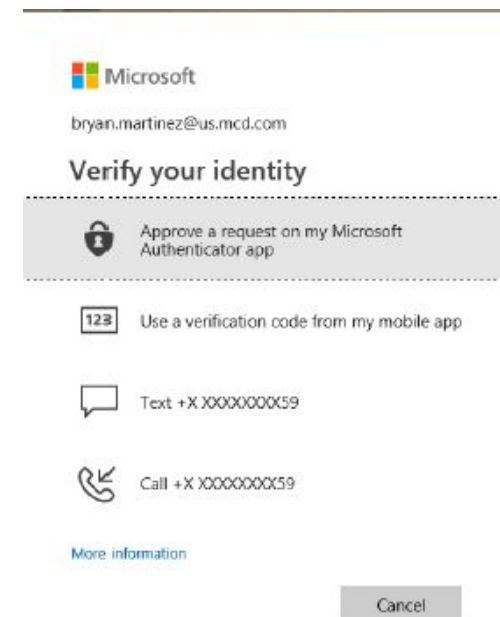 Microsoft
bryan.martinez@us.mcd.com
Verify your identity
Approve a request on my Microsoft
Authenticator app
123
Use a verification code from my mobile app
Text +X XXXXXXXX59
Call +X XXXXXXXX59
More information
Cancel